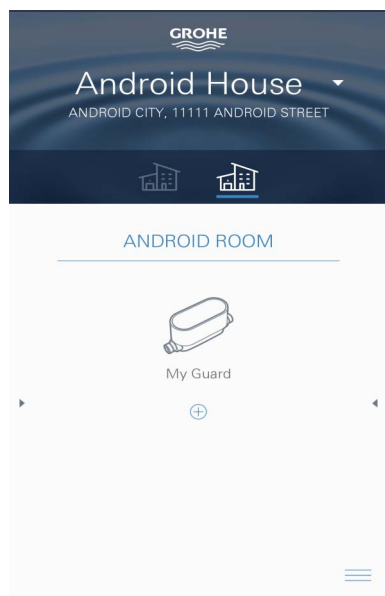 GROHE
Android House
ANDROID CITY, 11111 ANDROID STREET
ANDROID ROOM
My Guard